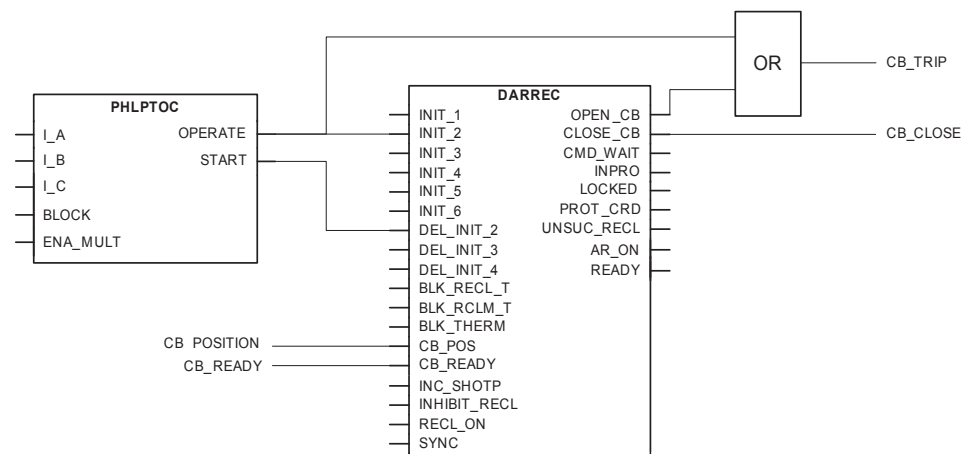 OR
CB_TRIP
PHLPTOC
I_A
I_B
I_C
BLOCK
ENA_MULT
OPERATE
START
DARREC
INIT_1
INIT_2
INIT_3
INIT_4
INIT_5
INIT_6
DEL_INIT_2
DEL_INIT_3
DEL_INIT_4
BLK_RECL_T
BLK_RCLM_T
BLK_THERM
CB_POS
CB_READY
INC_SHOTP
INHIBIT_RECL
RECL_ON
SYNC
OPEN_CB
CLOSE_CB
CMD_WAIT
INPRO
LOCKED
PROT_CRD
UNSUC_RECL
AR_ON
READY
CB_CLOSE
CB_POSITION
CB_READY